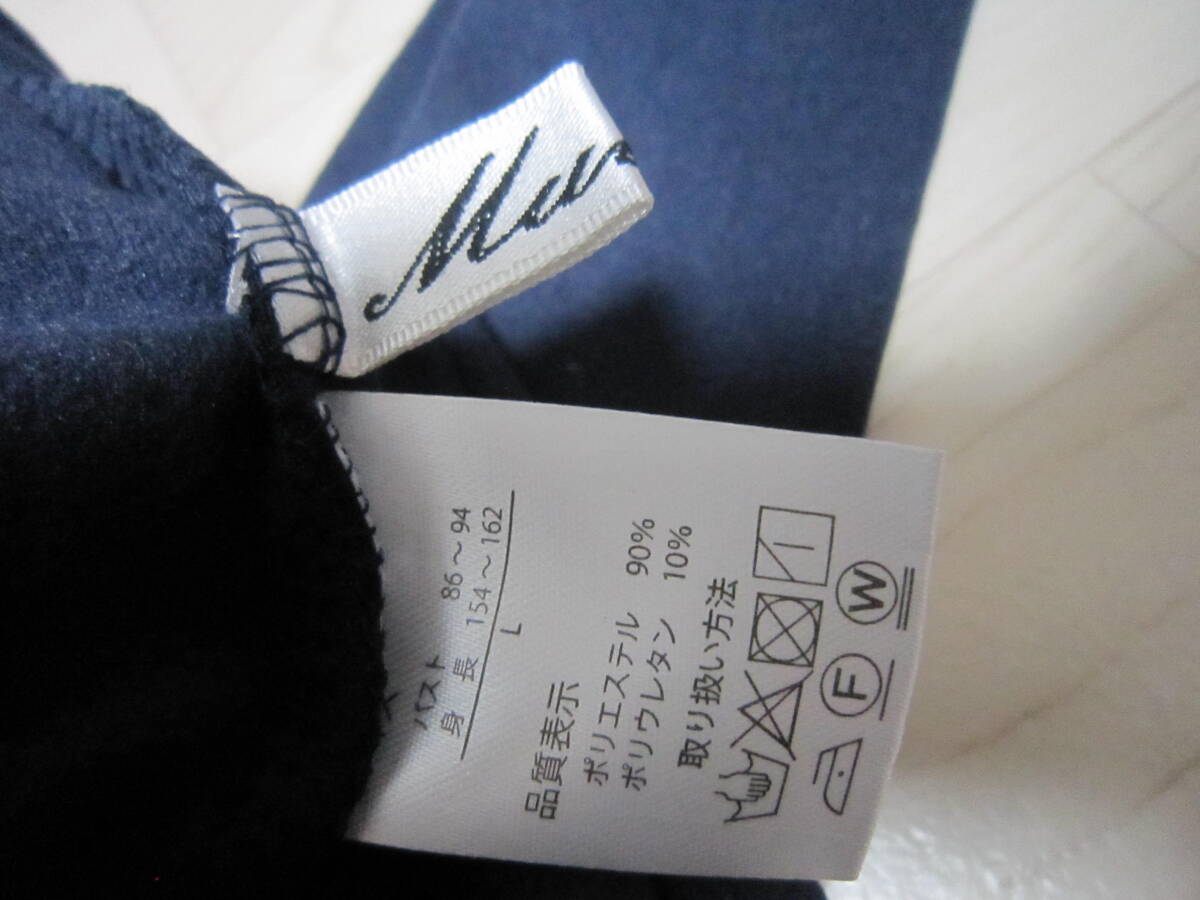 バスト 86～94
身 長 154～162
L
品質表示
ポリエステル 90%
ポリウレタン 10%
取り扱い方法
F W